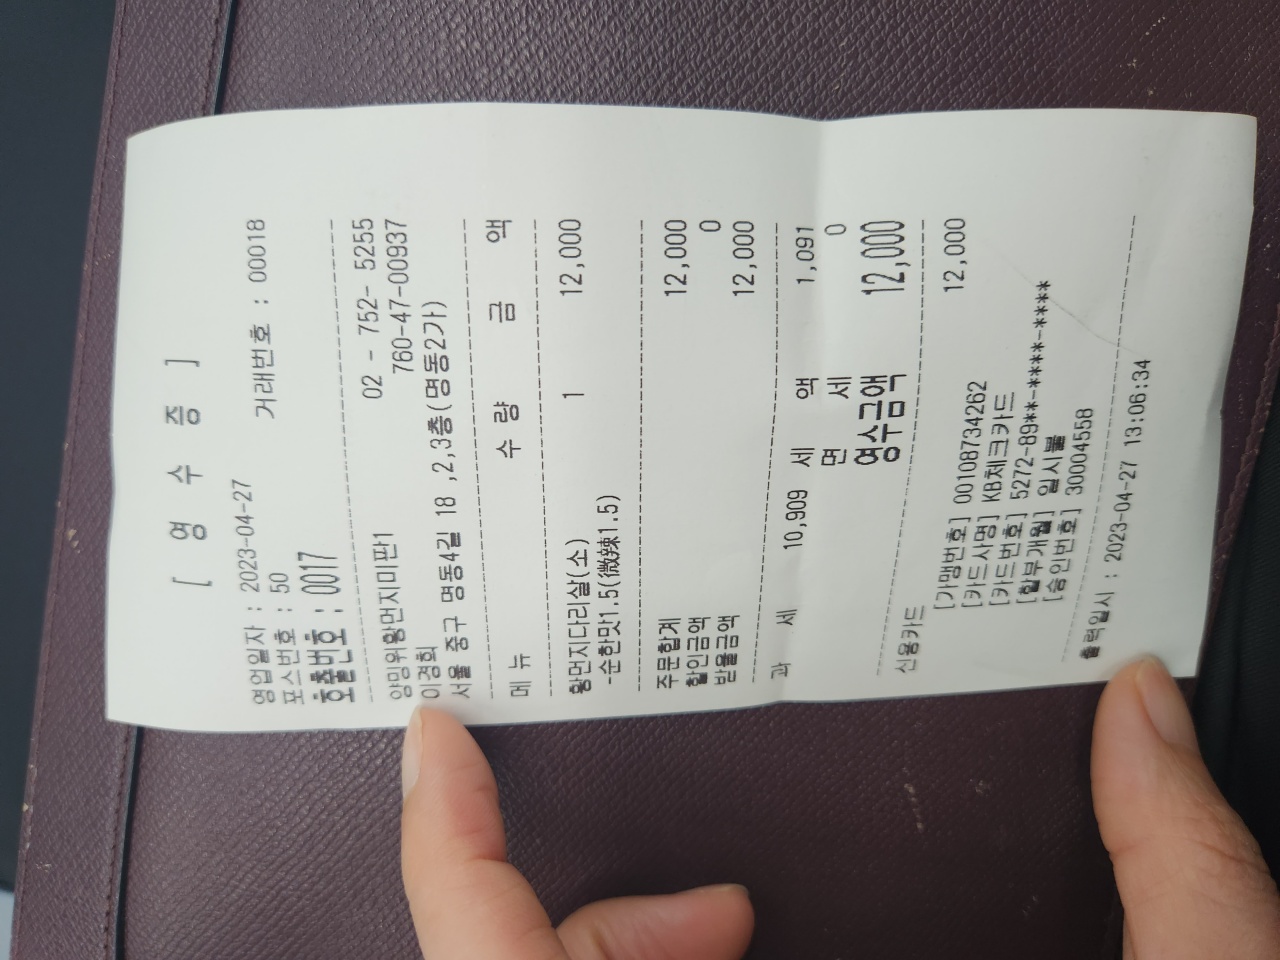 [ 영 수 증 ]
영업일자 : 2023-04-27 거래번호 : 00018
포스번호 : 50
호출번호 : 0017
양밍위황먼지미판1 02 - 752- 5255
이경희 760-47-00937
서울 중구 명동4길 18 ,2,3층(명동2가)
메 뉴 수 량 금 액
황먼지다리살(소) 1 12,000
-순한맛1.5(微辣1.5)
주문합계 12,000
할인금액 0
받을금액 12,000
과 세 10,909 세 액 1,091
면 세 0
영수금액 12,000
신용카드 12,000
[가맹번호] 00108734262
[카드사명] KB체크카드
[카드번호] 5272-89**-****-****
[할부개월] 일시불
[승인번호] 30004558
출력일시 : 2023-04-27 13:06:34